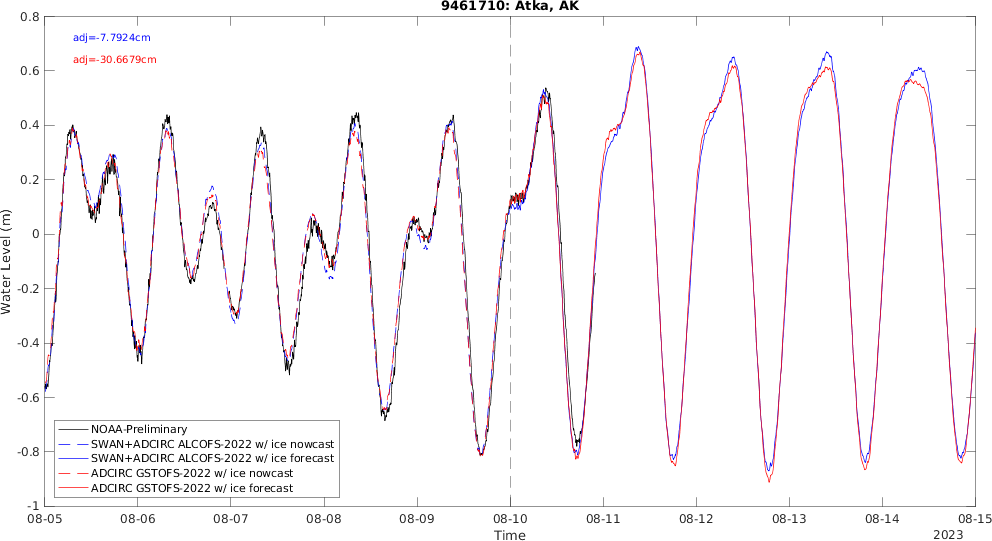 9461710: Atka, AK
adj=-7.7924cm
adj=-30.6679cm
0.8
0.6
0.4
0.2
0
-0.2
-0.4
-0.6
-0.8
-1
Water Level (m)
NOAA-Preliminary
SWAN+ADCIRC ALCOFS-2022 w/ ice nowcast
SWAN+ADCIRC ALCOFS-2022 w/ ice forecast
ADCIRC GSTOFS-2022 w/ ice nowcast
ADCIRC GSTOFS-2022 w/ ice forecast
08-05 08-06 08-07 08-08 08-09 08-10 08-11 08-12 08-13 08-14 08-15
Time
2023